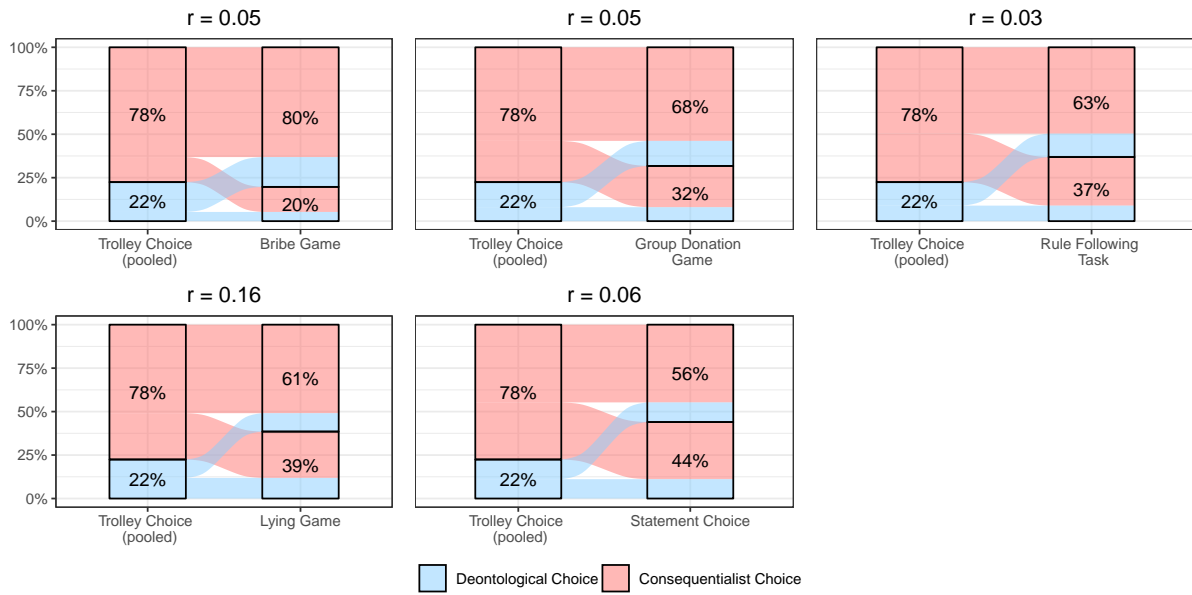 r = 0.05
r = 0.05
r = 0.03
100%
75%
50%
25%
0%
78%
22%
80%
20%
78%
22%
68%
32%
78%
22%
63%
37%
Trolley Choice
(pooled)
Bribe Game
Trolley Choice
(pooled)
Group Donation
Game
Trolley Choice
(pooled)
Rule Following
Task
r = 0.16
r = 0.06
100%
75%
50%
25%
0%
78%
22%
61%
39%
78%
22%
56%
44%
Trolley Choice
(pooled)
Lying Game
Trolley Choice
(pooled)
Statement Choice
Deontological Choice
Consequentialist Choice